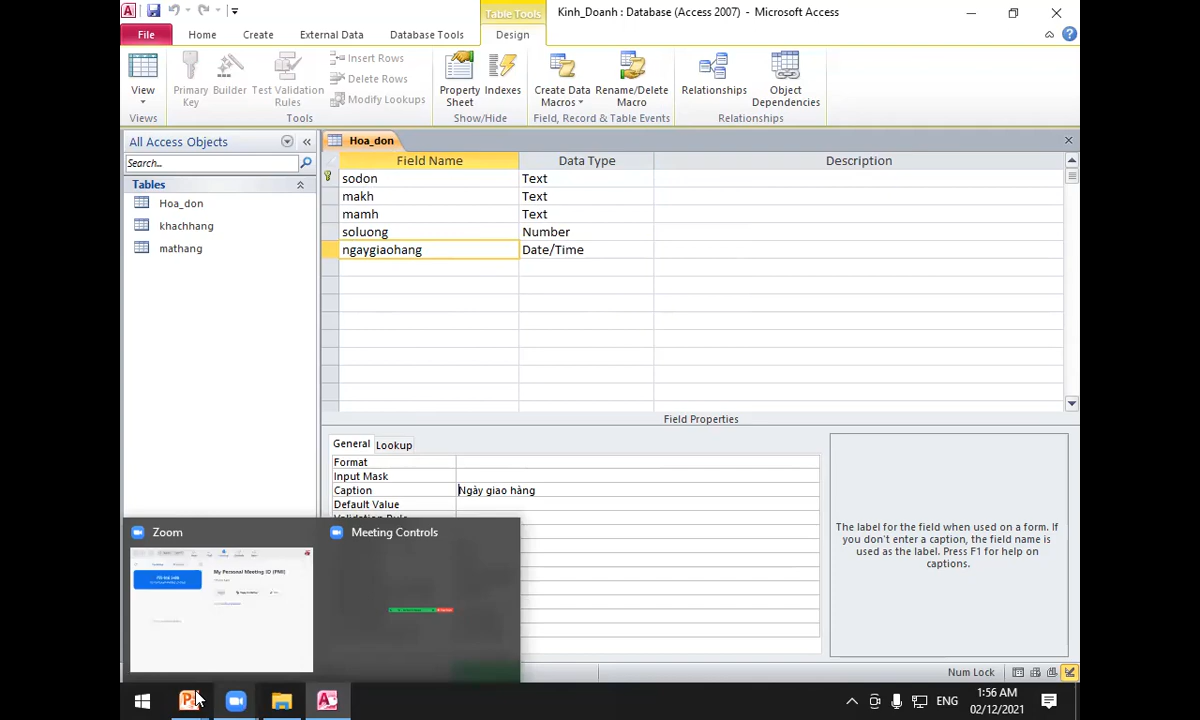 Table Tools
Kinh_Doanh : Database (Access 2007) - Microsoft Access
File Home Create External Data Database Tools Design
View
Primary Key
Builder
Test Validation Rules
Insert Rows
Delete Rows
Modify Lookups
Property Sheet
Indexes
Create Data Macros
Rename/Delete Macro
Relationships
Object Dependencies
Views Tools Show/Hide Field, Record & Table Events Relationships
All Access Objects
Search...
Tables
Hoa_don
khachhang
mathang
Hoa_don
Field Name Data Type Description
sodon Text
makh Text
mamh Text
soluong Number
ngaygiaohang Date/Time
Field Properties
General Lookup
Format
Input Mask
Caption Ngày giao hàng
Default Value
The label for the field when used on a form. If
you don't enter a caption, the field name is
used as the label. Press F1 for help on
captions.
Zoom Meeting Controls
My Personal Meeting ID (PMI)
Num Lock
ENG
1:56 AM
02/12/2021